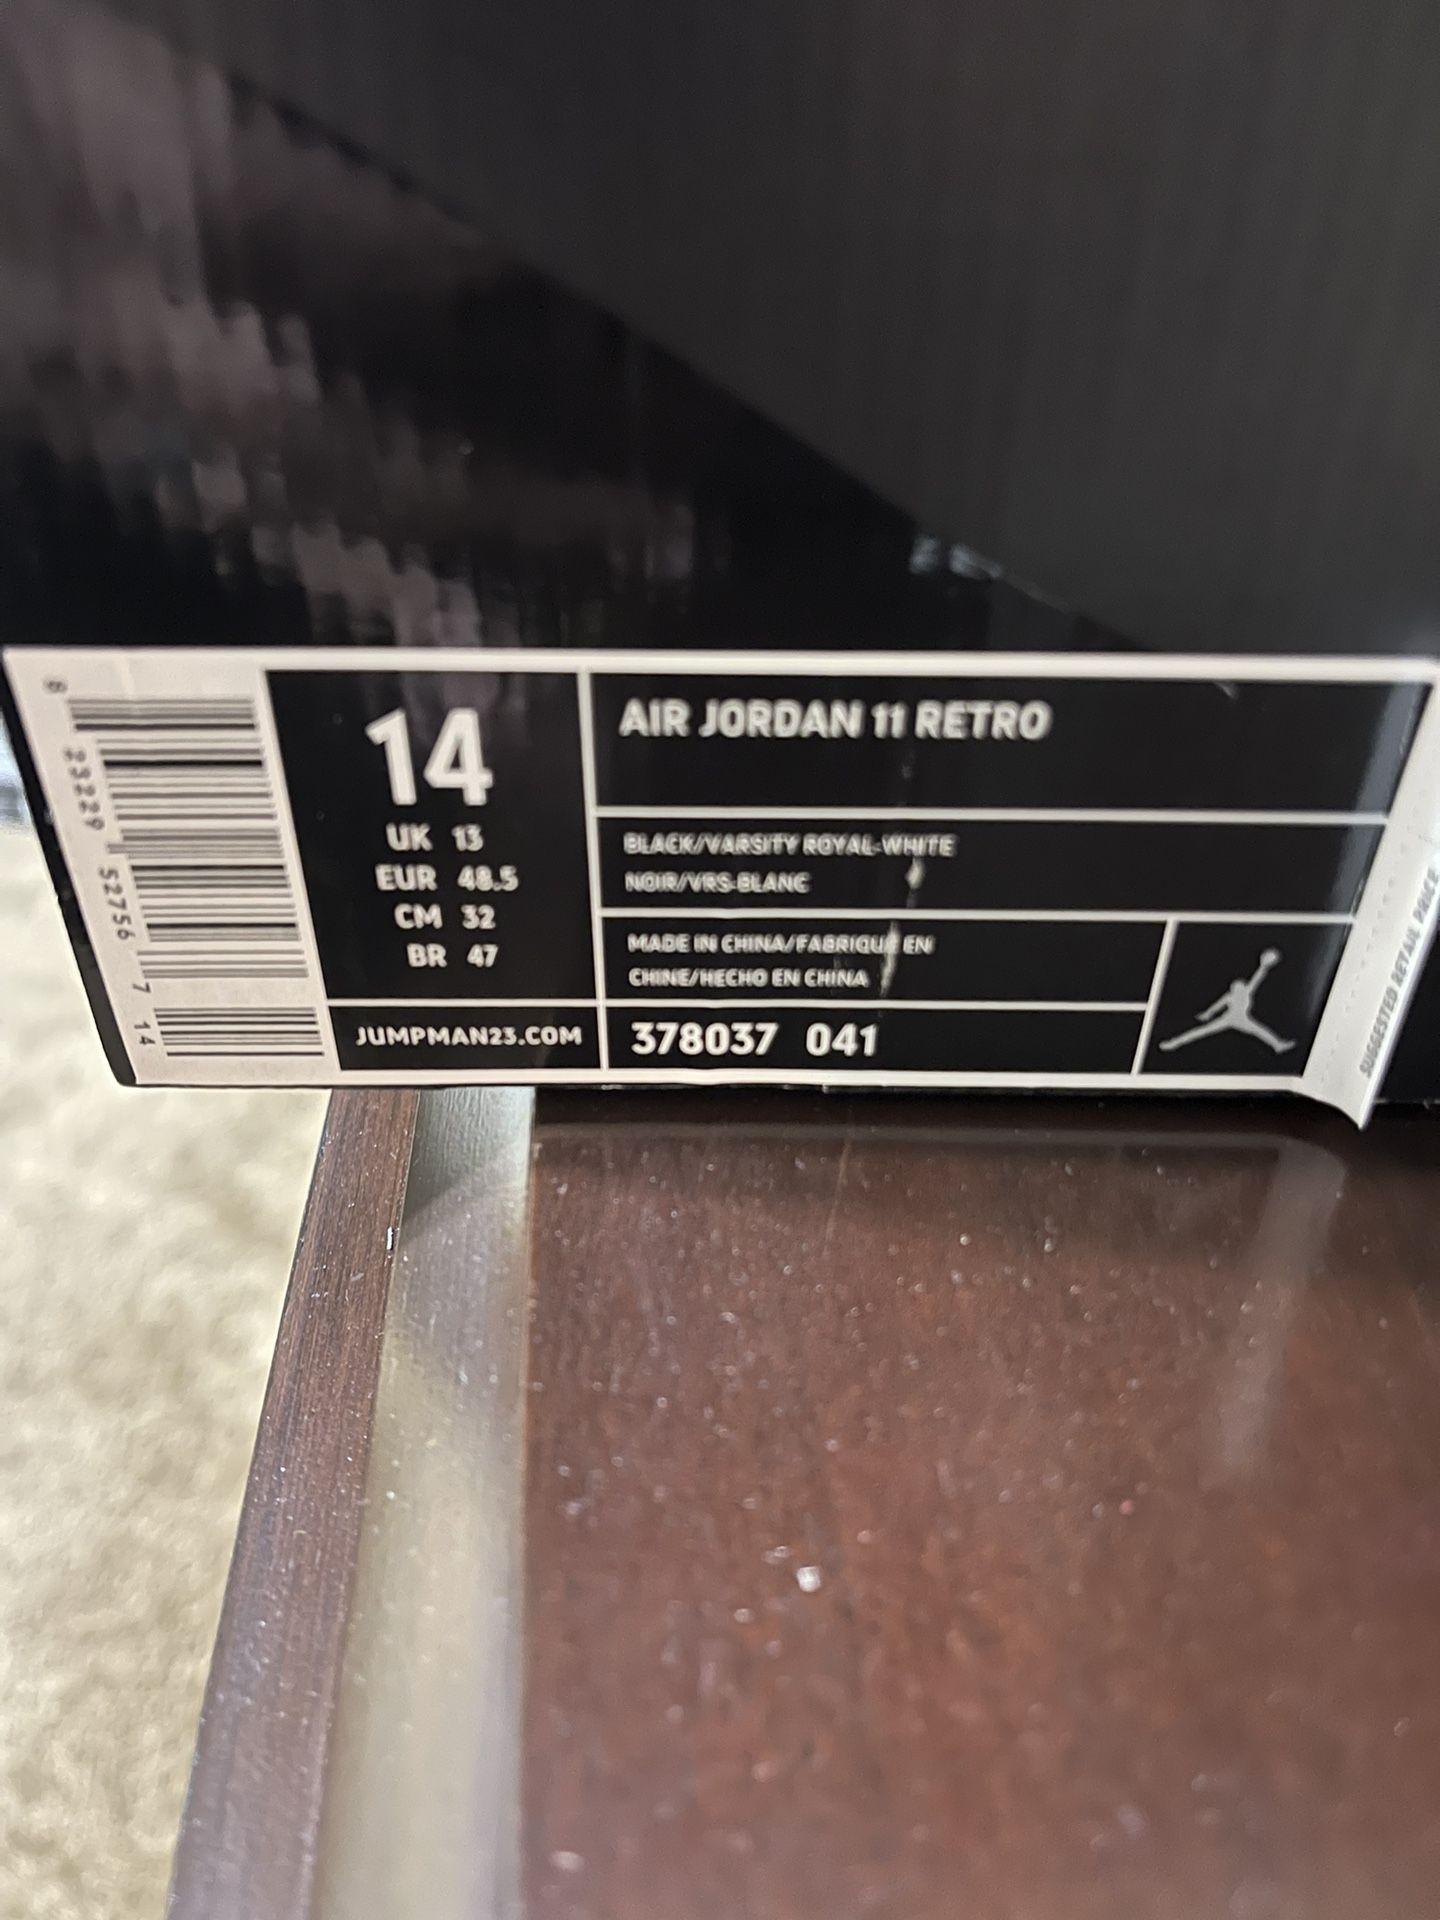 8 23229 52756 7 14
14
UK 13
EUR 48.5
CM 32
BR 47
JUMPMAN23.COM
AIR JORDAN 11 RETRO
BLACK/VARSITY ROYAL-WHITE
NOIR/VRS-BLANC
MADE IN CHINA/FABRIQUE EN
CHINE/HECHO EN CHINA
378037 041
SUGGESTED RETAIL PRICE